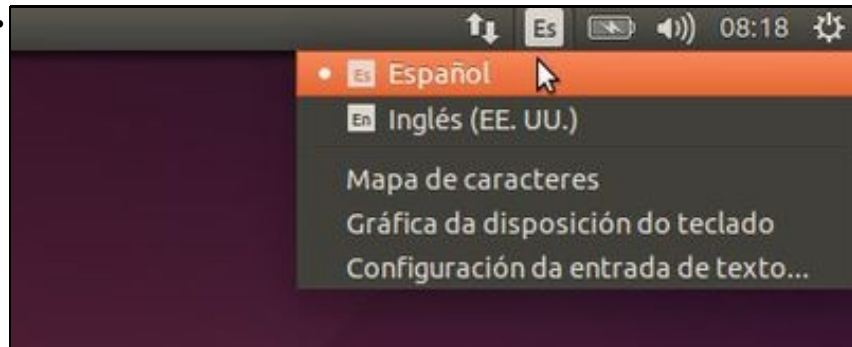 Es 08:18
Es Español
En Inglés (EE. UU.)
Mapa de caracteres
Gráfica da disposición do teclado
Configuración da entrada de texto...